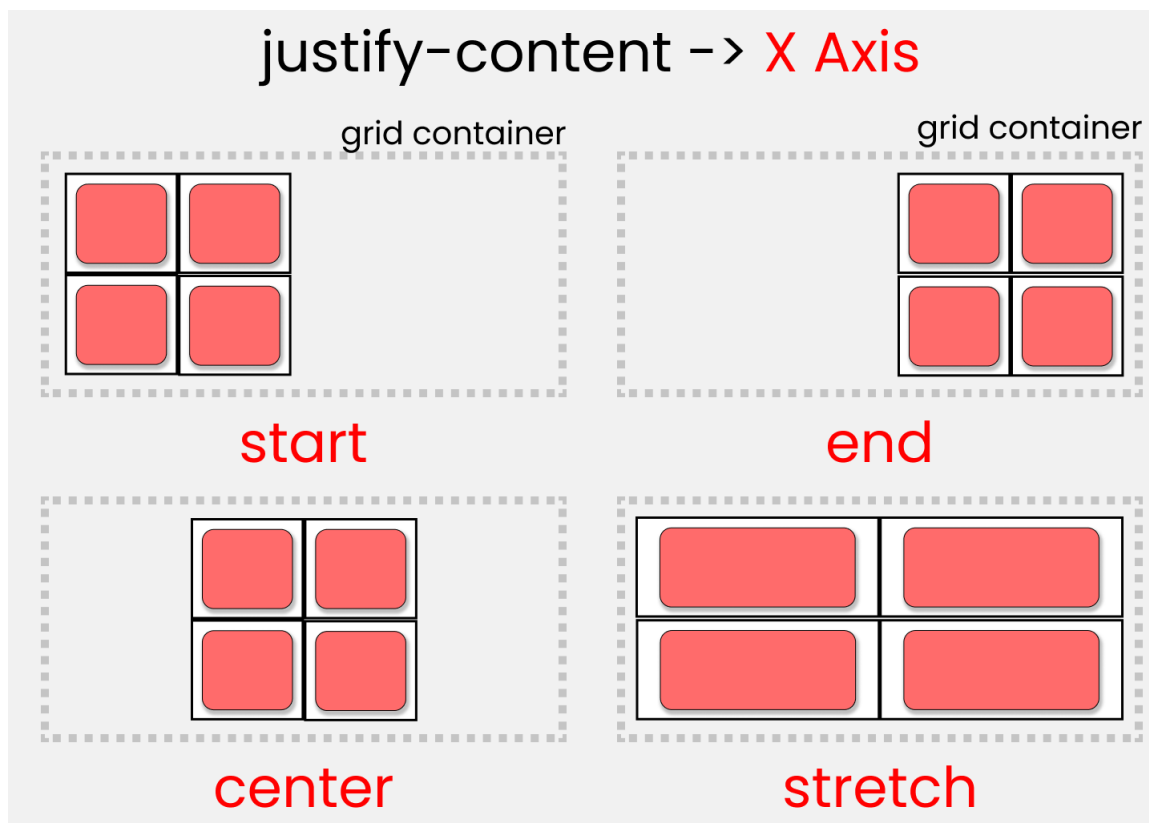 justify-content -> X Axis
grid container
grid container
start
end
center
stretch